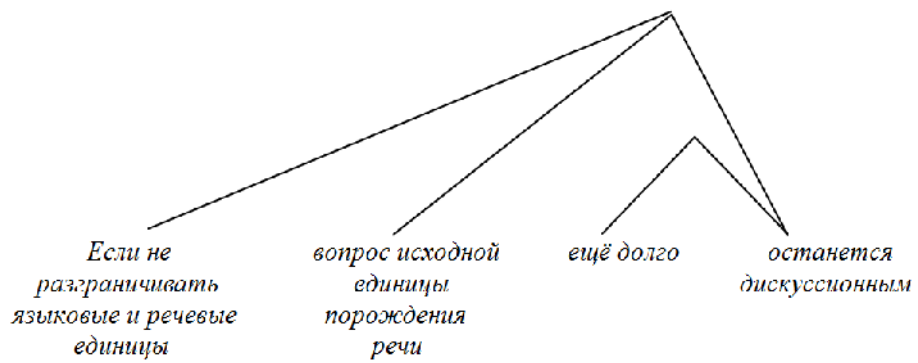 Если не
разграничивать
языковые и речевые
единицы
вопрос исходной
единицы
порождения
речи
ещё долго
останется
дискуссионным